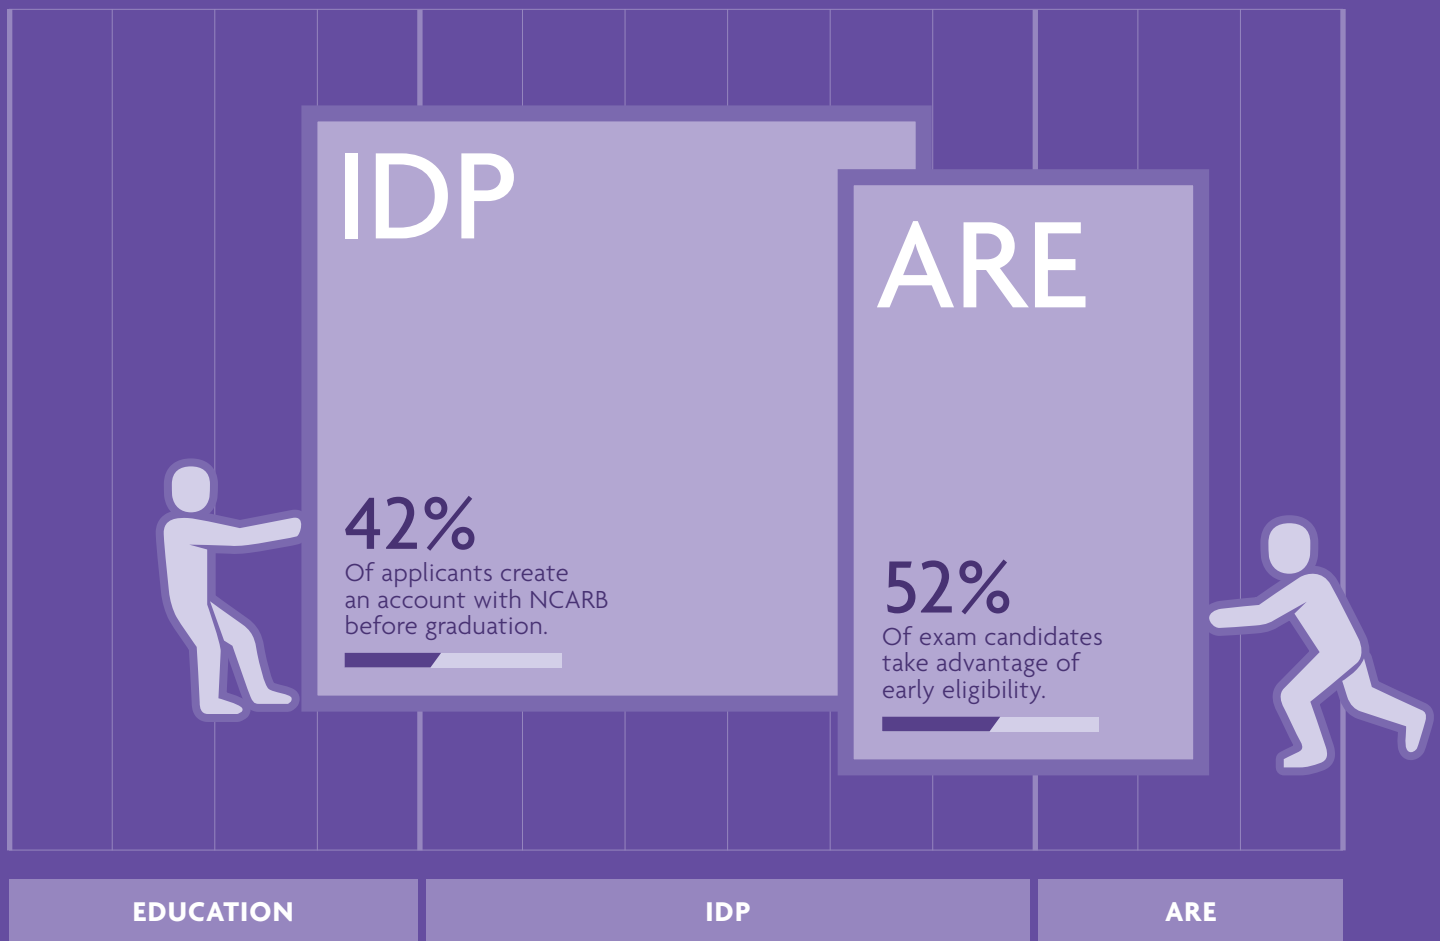 IDP
42%
Of applicants create
an account with NCARB
before graduation.
ARE
52%
Of exam candidates
take advantage of
early eligibility.
EDUCATION
IDP
ARE